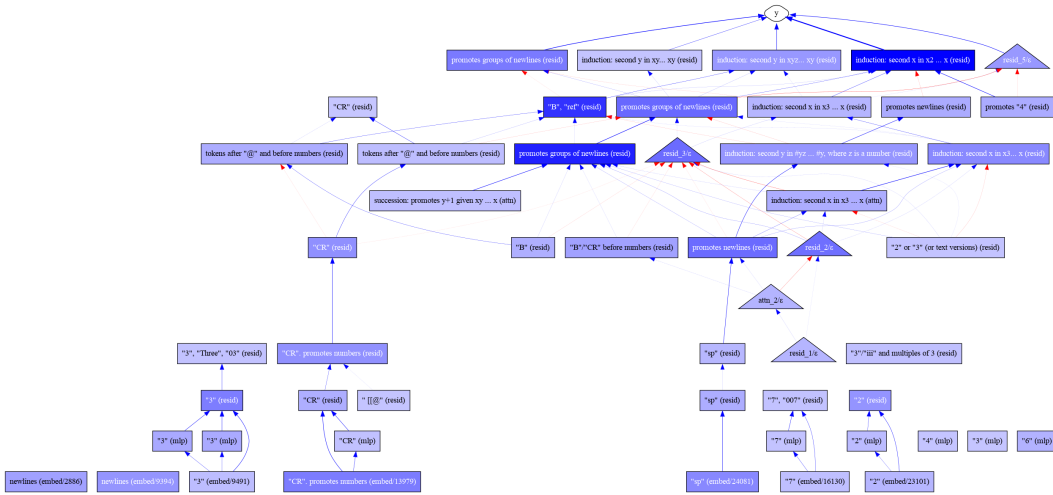 y
promotes groups of newlines (resid)
induction: second y in xy... xy (resid)
induction: second y in xyz... xy (resid)
induction: second x in x2 ... x (resid)
resid_5/ε
"CR" (resid)
"B", "ref" (resid)
promotes groups of newlines (resid)
induction: second x in x3 ... x (resid)
promotes newlines (resid)
promotes "4" (resid)
tokens after "@" and before numbers (resid)
tokens after "@" and before numbers (resid)
promotes groups of newlines (resid)
resid_3/ε
induction: second y in #yz ... #y, where z is a number (resid)
induction: second x in x3... x (resid)
succession: promotes y+1 given xy ... x (attn)
induction: second x in x3 ... x (attn)
"CR" (resid)
"B" (resid)
"B"/"CR" before numbers (resid)
promotes newlines (resid)
resid_2/ε
"2" or "3" (or text versions) (resid)
attn_2/ε
"3", "Three", "03" (resid)
"CR". promotes numbers (resid)
"sp" (resid)
resid_1/ε
"3"/"iii" and multiples of 3 (resid)
"3" (resid)
"CR" (resid)
" [[@" (resid)
"sp" (resid)
"7", "007" (resid)
"2" (resid)
"3" (mlp)
"3" (mlp)
"CR" (mlp)
"7" (mlp)
"2" (mlp)
"4" (mlp)
"3" (mlp)
"6" (mlp)
newlines (embed/2886)
newlines (embed/9394)
"3" (embed/9491)
"CR". promotes numbers (embed/13979)
"sp" (embed/24081)
"7" (embed/16130)
"2" (embed/23101)